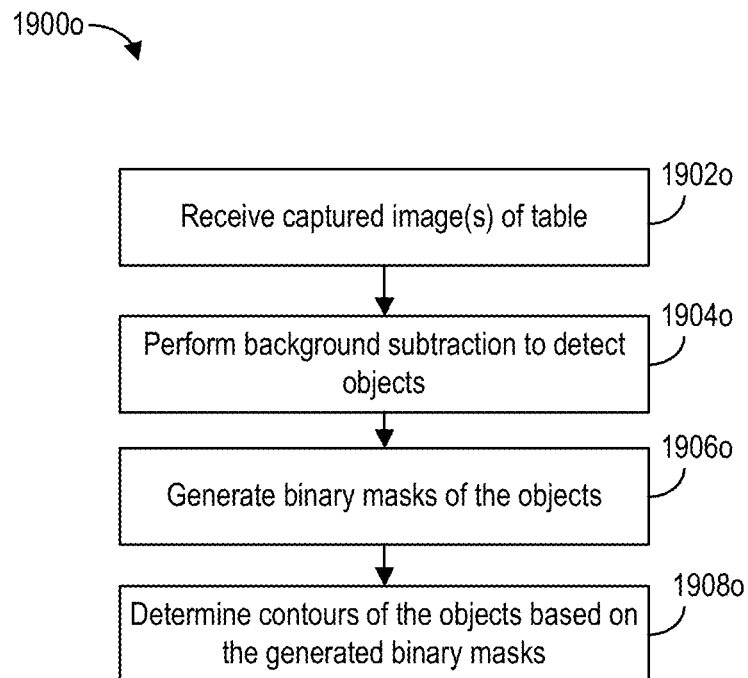 1900o
1902o
Receive captured image(s) of table
1904o
Perform background subtraction to detect
objects
1906o
Generate binary masks of the objects
1908o
Determine contours of the objects based on
the generated binary masks